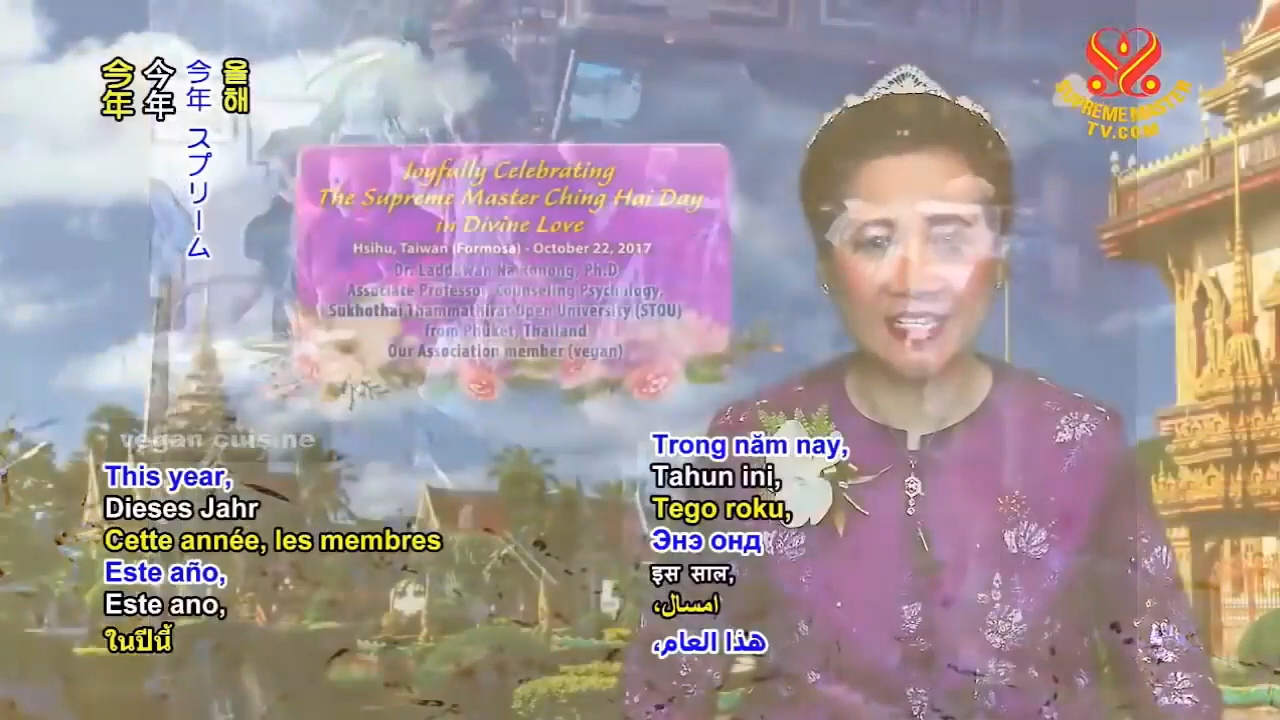 今年
今年
今年 スプリーム
올해
SUPREME MASTER
TV.COM
Joyfully Celebrating
The Supreme Master Ching Hai Day
in Divine Love
Hsihu, Taiwan (Formosa) - October 22, 2017
Dr. Laddawan Na Ranong, Ph.D.
Associate Professor, Counseling Psychology,
Sukhothai Thammathirat Open University (STOU)
from Phuket, Thailand
Our Association member (vegan)
vegan cuisine
This year,
Dieses Jahr
Cette année, les membres
Este año,
Este ano,
ในปีนี้
Trong năm nay,
Tahun ini,
Tego roku,
Энэ онд
इस साल,
امسال،
هذا العام،